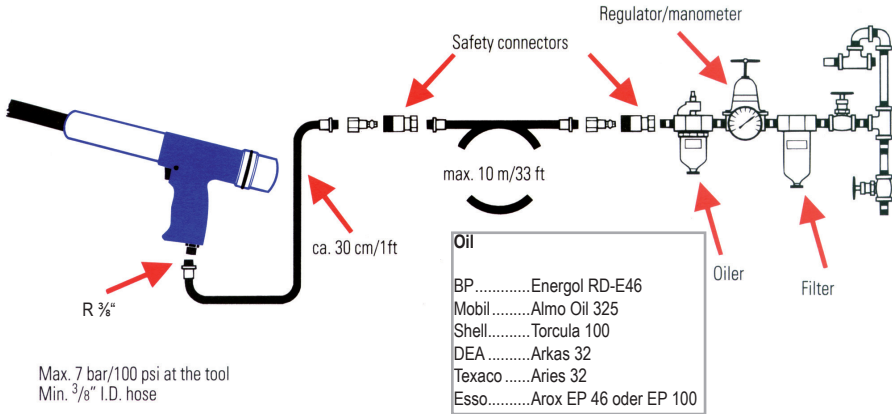 Regulator/manometer
Safety connectors
max. 10 m/33 ft
ca. 30 cm/1ft
R ⅜“
Oiler
Filter
Oil
BP.............Energol RD-E46
Mobil.........Almo Oil 325
Shell..........Torcula 100
DEA ..........Arkas 32
Texaco ......Aries 32
Esso..........Arox EP 46 oder EP 100
Max. 7 bar/100 psi at the tool
Min. 3/8" I.D. hose